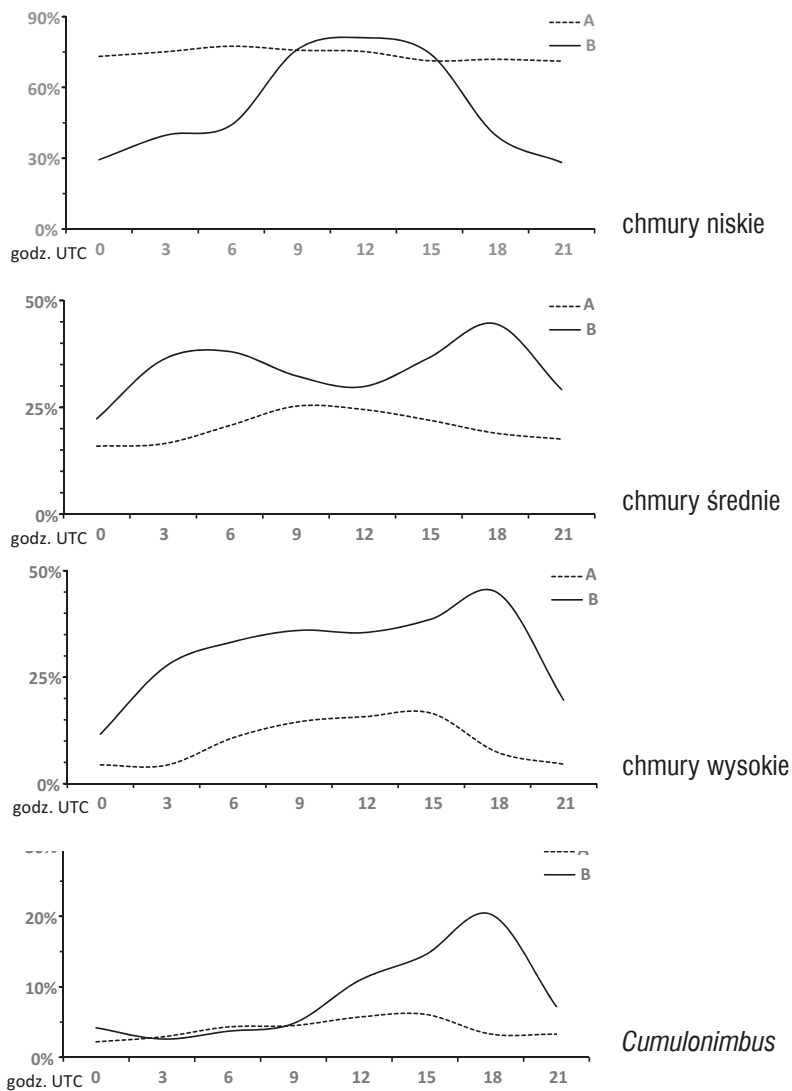 90%
A
B
60%
30%
0%
godz. UTC 0 3 6 9 12 15 18 21
chmury niskie
50%
A
B
25%
0%
godz. UTC 0 3 6 9 12 15 18 21
chmury średnie
50%
A
B
25%
0%
godz. UTC 0 3 6 9 12 15 18 21
chmury wysokie
A
B
20%
10%
0%
godz. UTC 0 3 6 9 12 15 18 21
Cumulonimbus